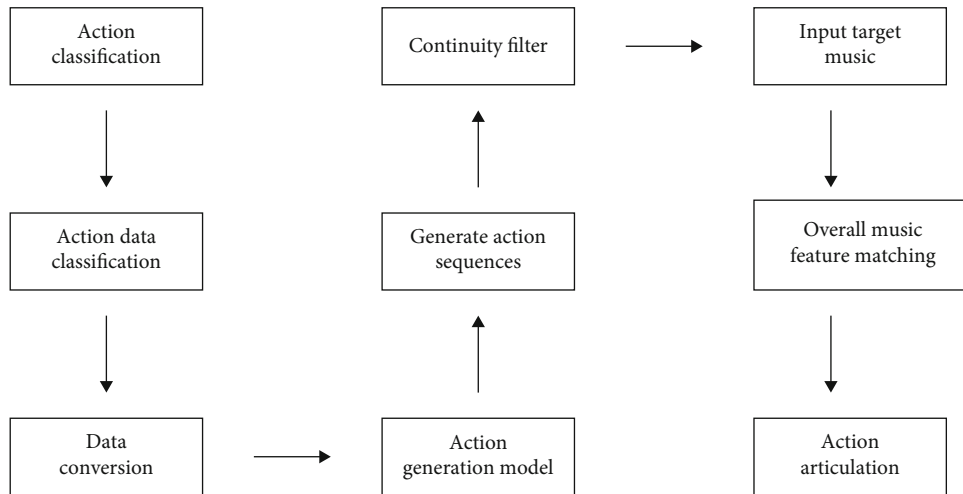 Action
classification
Action data
classification
Data
conversion
Action
generation model
Generate action
sequences
Continuity filter
Input target
music
Overall music
feature matching
Action
articulation